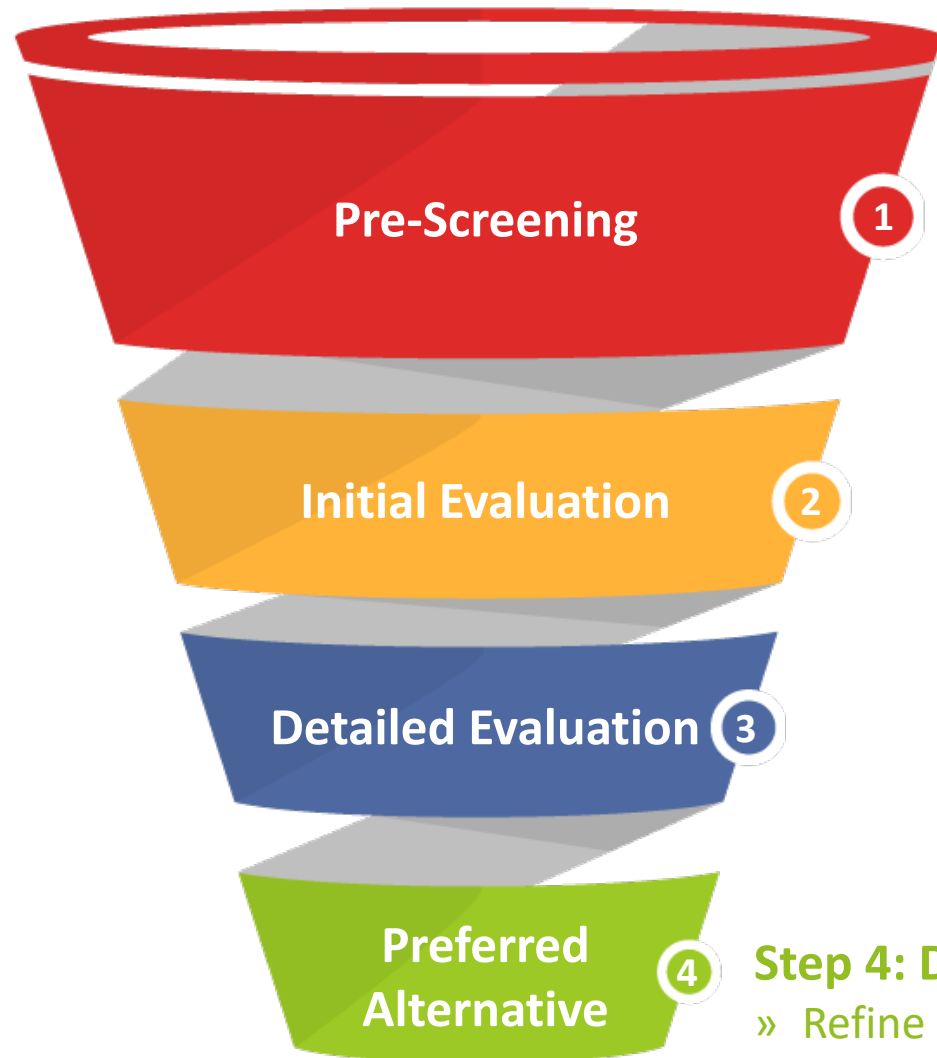 Pre-Screening
1
Initial Evaluation
2
Detailed Evaluation
3
Preferred
Alternative
4
Step 4: D
» Refine